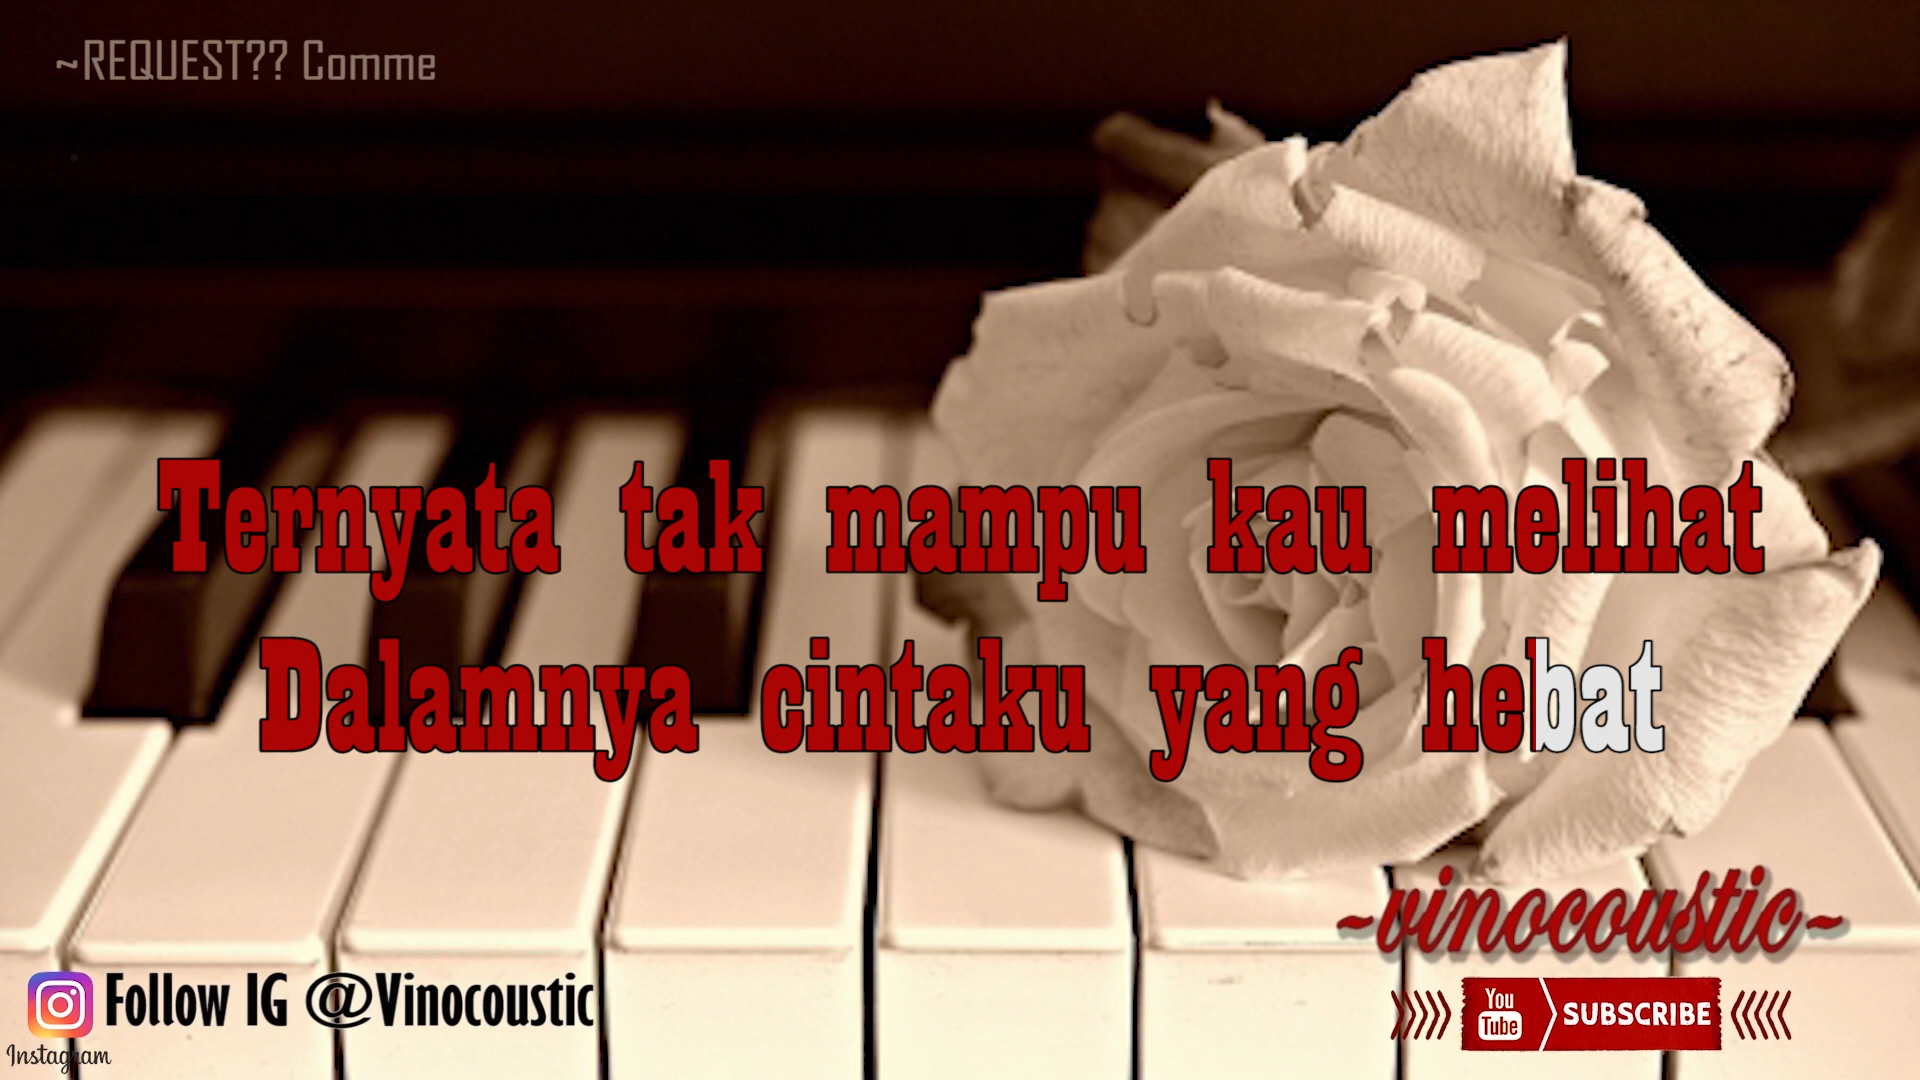 ~REQUEST?? Comme
Ternyata tak mampu kau melihat
Dalamnya cintaku yang hebat
~vinocoustic~
Follow IG @Vinocoustic
You Tube SUBSCRIBE
Instagram